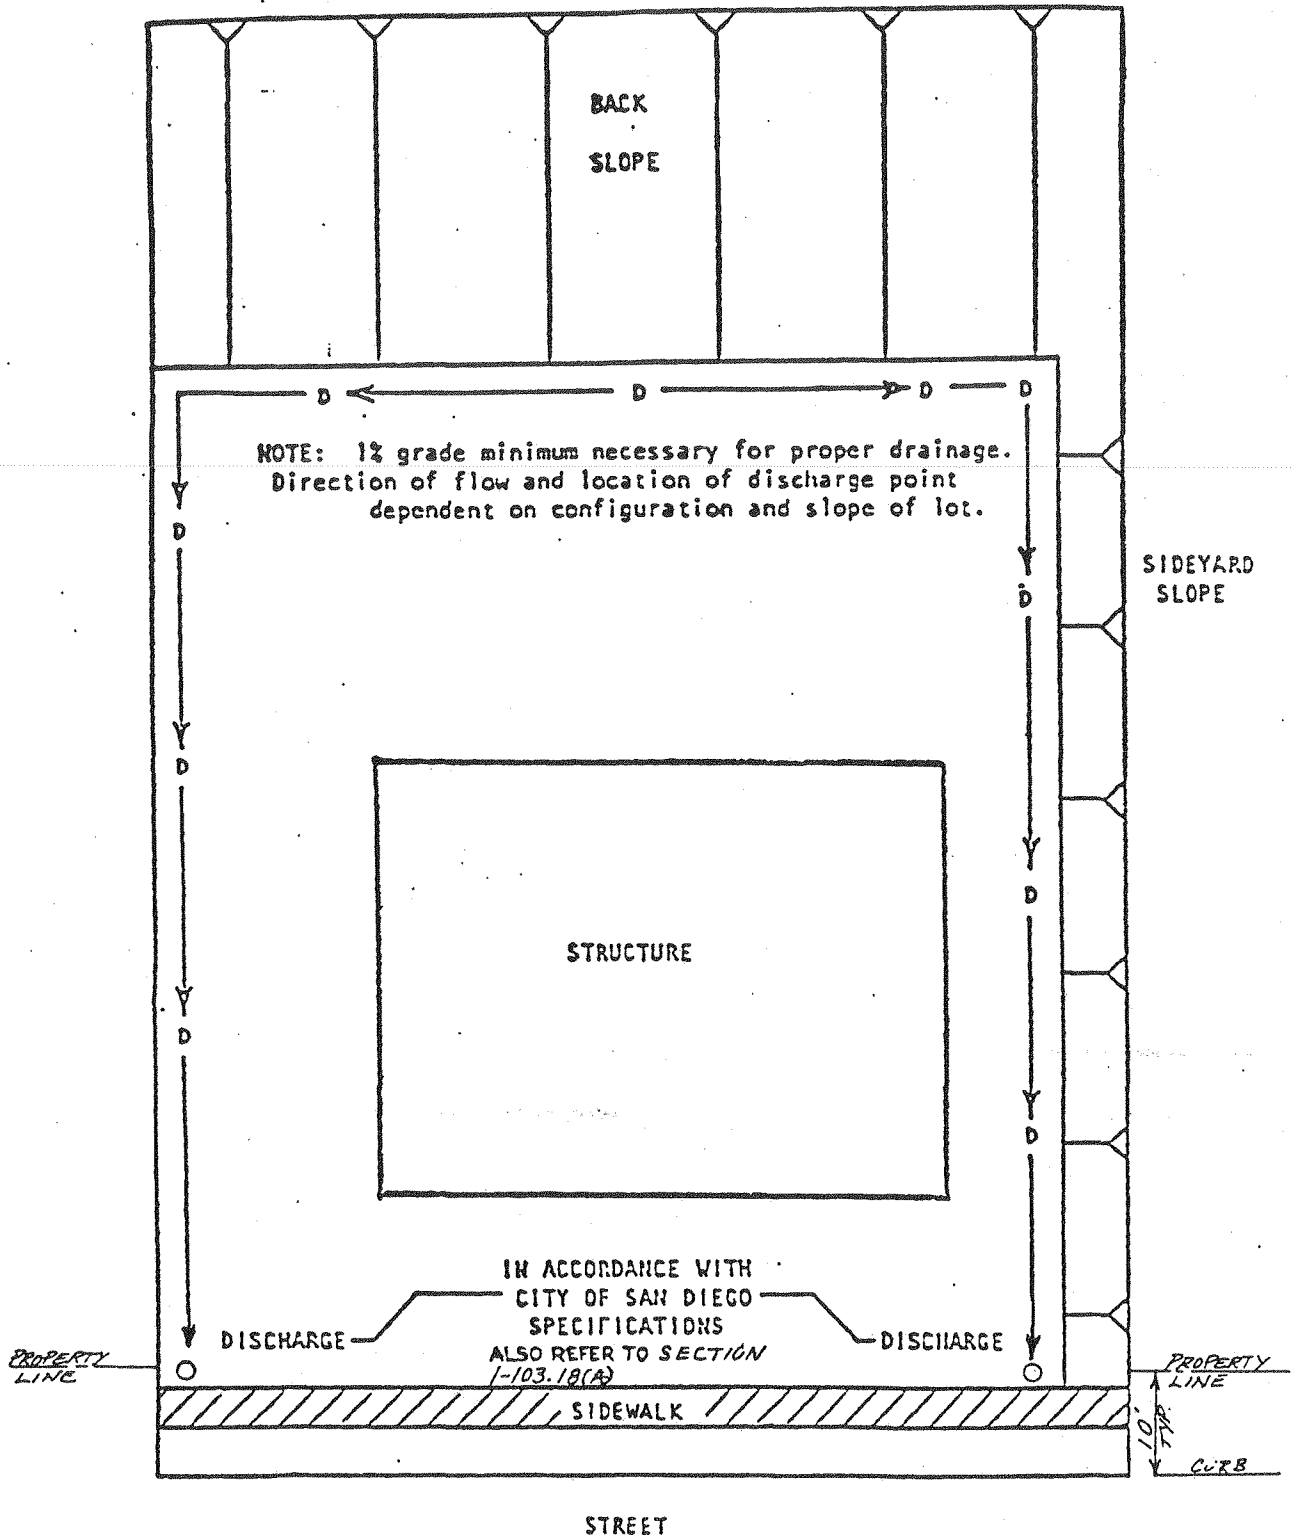 BACK
SLOPE
D D D D
NOTE: 1% grade minimum necessary for proper drainage.
Direction of flow and location of discharge point
dependent on configuration and slope of lot.
D
D
SIDEYARD
SLOPE
D
D
STRUCTURE
D
D
IN ACCORDANCE WITH
CITY OF SAN DIEGO
SPECIFICATIONS
DISCHARGE
DISCHARGE
ALSO REFER TO SECTION
1-103.18(A)
PROPERTY
LINE
PROPERTY
LINE
SIDEWALK
10'
TYP.
CURB
STREET